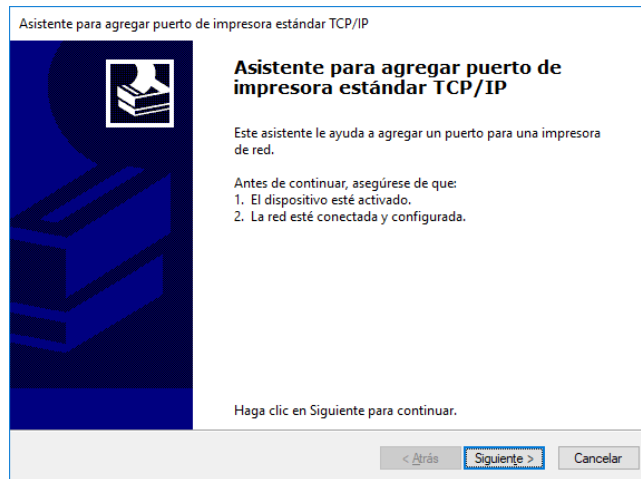 Asistente para agregar puerto de impresora estándar TCP/IP
Asistente para agregar puerto de
impresora estándar TCP/IP
Este asistente le ayuda a agregar un puerto para una impresora
de red.
Antes de continuar, asegúrese de que:
1. El dispositivo esté activado.
2. La red esté conectada y configurada.
Haga clic en Siguiente para continuar.
< Atrás Siguiente > Cancelar